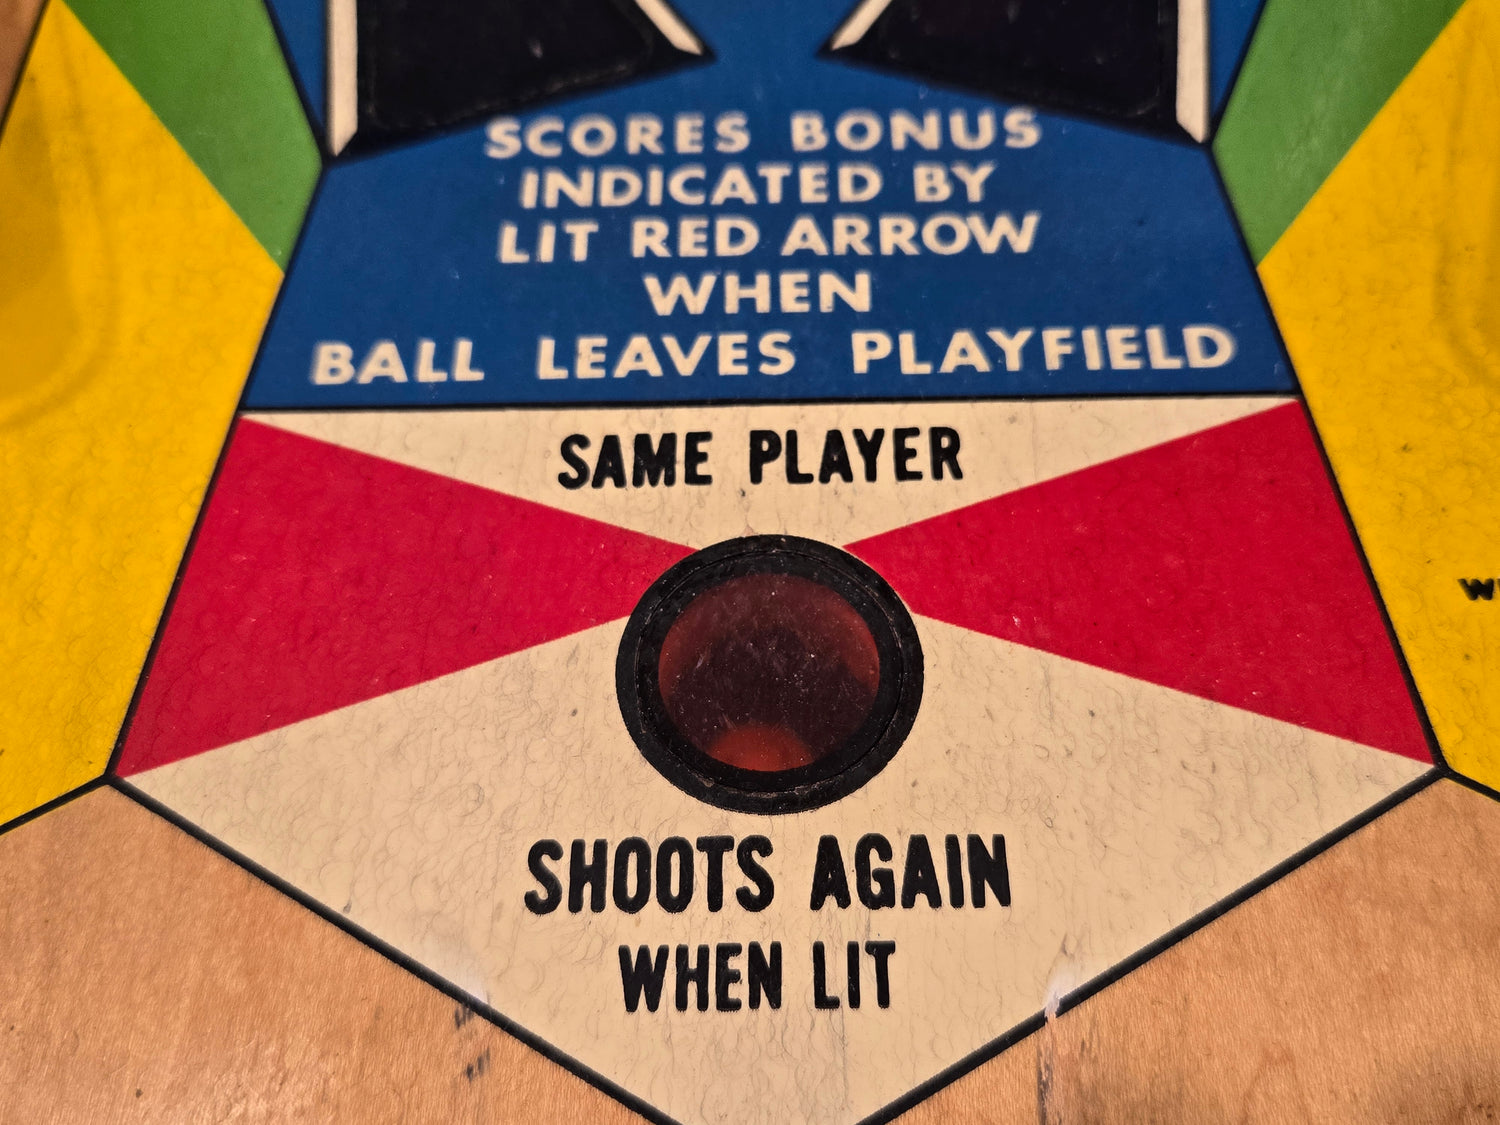 SCORES BONUS
INDICATED BY
LIT RED ARROW
WHEN
BALL LEAVES PLAYFIELD
SAME PLAYER
SHOOTS AGAIN
WHEN LIT